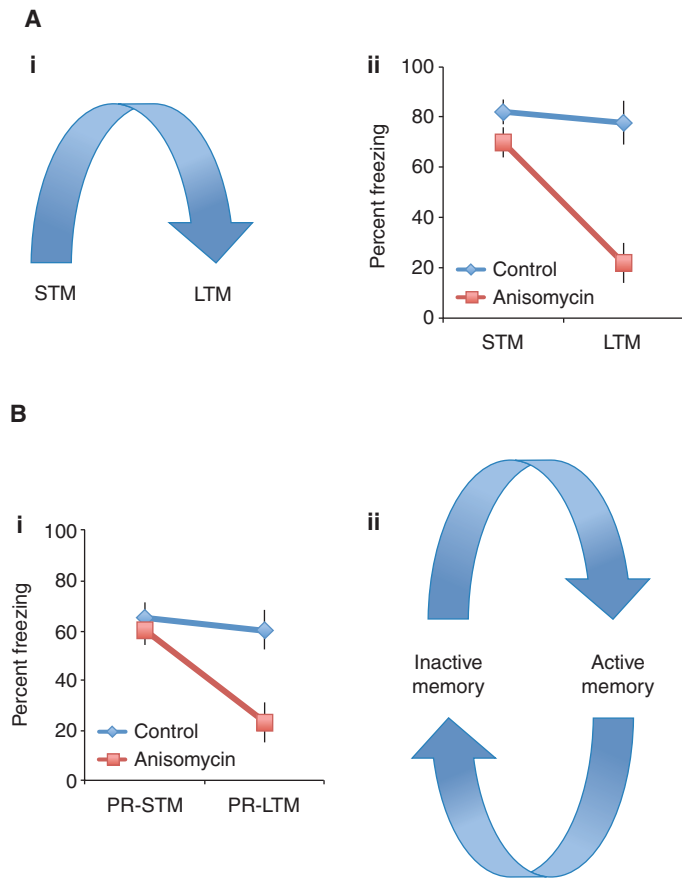 A
i
STM
LTM
ii
Percent freezing
100
80
60
40
20
0
Control
Anisomycin
STM
LTM
B
i
Percent freezing
100
80
60
40
20
0
Control
Anisomycin
PR-STM
PR-LTM
ii
Inactive
memory
Active
memory